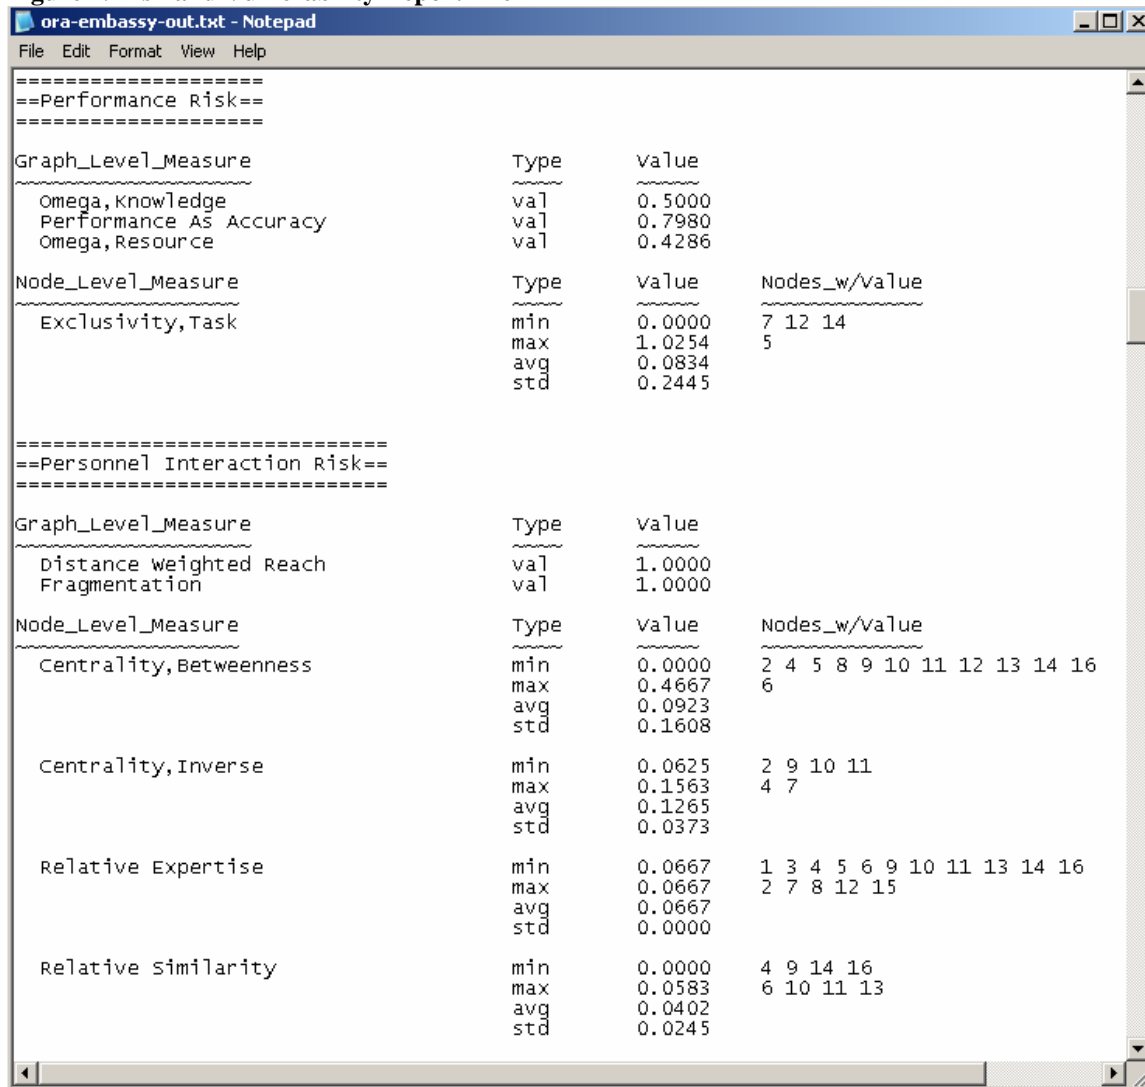 ora-embassy-out.txt - Notepad
File Edit Format View Help
====================
==Performance Risk==
====================
Graph_Level_Measure Type Value
~~~~~~~~~~~~~~~~~~~ ~~~~ ~~~~~
Omega,Knowledge val 0.5000
Performance As Accuracy val 0.7980
Omega,Resource val 0.4286
Node_Level_Measure Type Value Nodes_w/Value
~~~~~~~~~~~~~~~~~~ ~~~~ ~~~~~ ~~~~~~~~~~~~~
Exclusivity,Task min 0.0000 7 12 14
max 1.0254 5
avg 0.0834
std 0.2445
==============================
==Personnel Interaction Risk==
==============================
Graph_Level_Measure Type Value
~~~~~~~~~~~~~~~~~~~ ~~~~ ~~~~~
Distance Weighted Reach val 1.0000
Fragmentation val 1.0000
Node_Level_Measure Type Value Nodes_w/Value
~~~~~~~~~~~~~~~~~~ ~~~~ ~~~~~ ~~~~~~~~~~~~~
Centrality,Betweenness min 0.0000 2 4 5 8 9 10 11 12 13 14 16
max 0.4667 6
avg 0.0923
std 0.1608
Centrality,Inverse min 0.0625 2 9 10 11
max 0.1563 4 7
avg 0.1265
std 0.0373
Relative Expertise min 0.0667 1 3 4 5 6 9 10 11 13 14 16
max 0.0667 2 7 8 12 15
avg 0.0667
std 0.0000
Relative Similarity min 0.0000 4 9 14 16
max 0.0583 6 10 11 13
avg 0.0402
std 0.0245